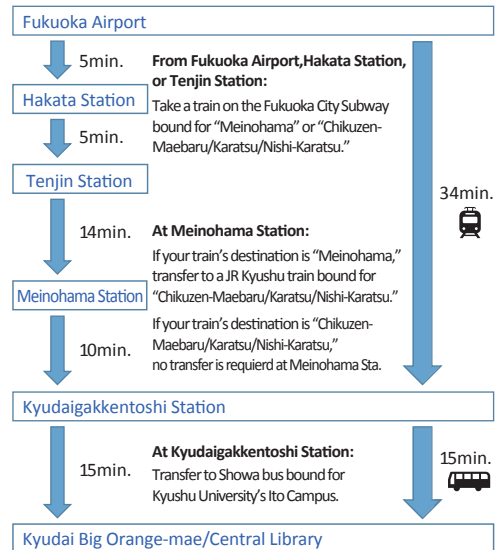 Fukuoka Airport
5min.
From Fukuoka Airport,Hakata Station,
or Tenjin Station:
Take a train on the Fukuoka City Subway
bound for “Meinohama” or “Chikuzen-
Maebaru/Karatsu/Nishi-Karatsu.”
Hakata Station
5min.
Tenjin Station
34min.
14min.
At Meinohama Station:
If your train’s destination is “Meinohama,”
transfer to a JR Kyushu train bound for
“Chikuzen-Maebaru/Karatsu/Nishi-Karatsu.”
Meinohama Station
If your train’s destination is “Chikuzen-
Maebaru/Karatsu/Nishi-Karatsu,”
no transfer is requierd at Meinohama Sta.
10min.
Kyudaigakkentoshi Station
15min.
At Kyudaigakkentoshi Station:
Transfer to Showa bus bound for
Kyushu University’s Ito Campus.
15min.
Kyudai Big Orange-mae/Central Library